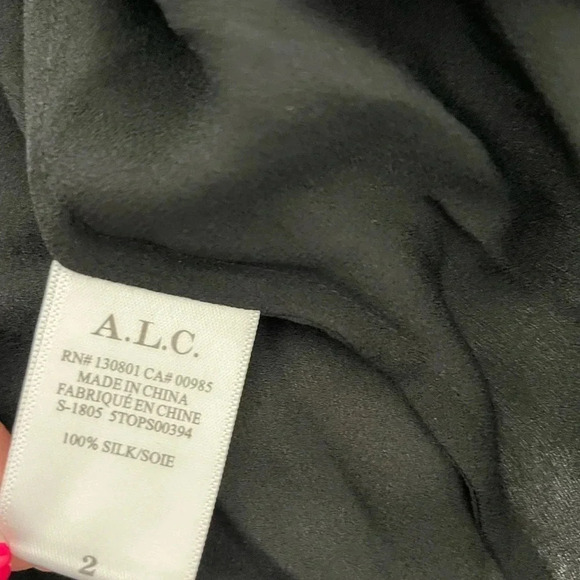 A.L.C.
RN# 130801 CA# 00985
MADE IN CHINA
FABRIQUÉ EN CHINE
S-1805 5TOPS00394
100% SILK/SOIE
2